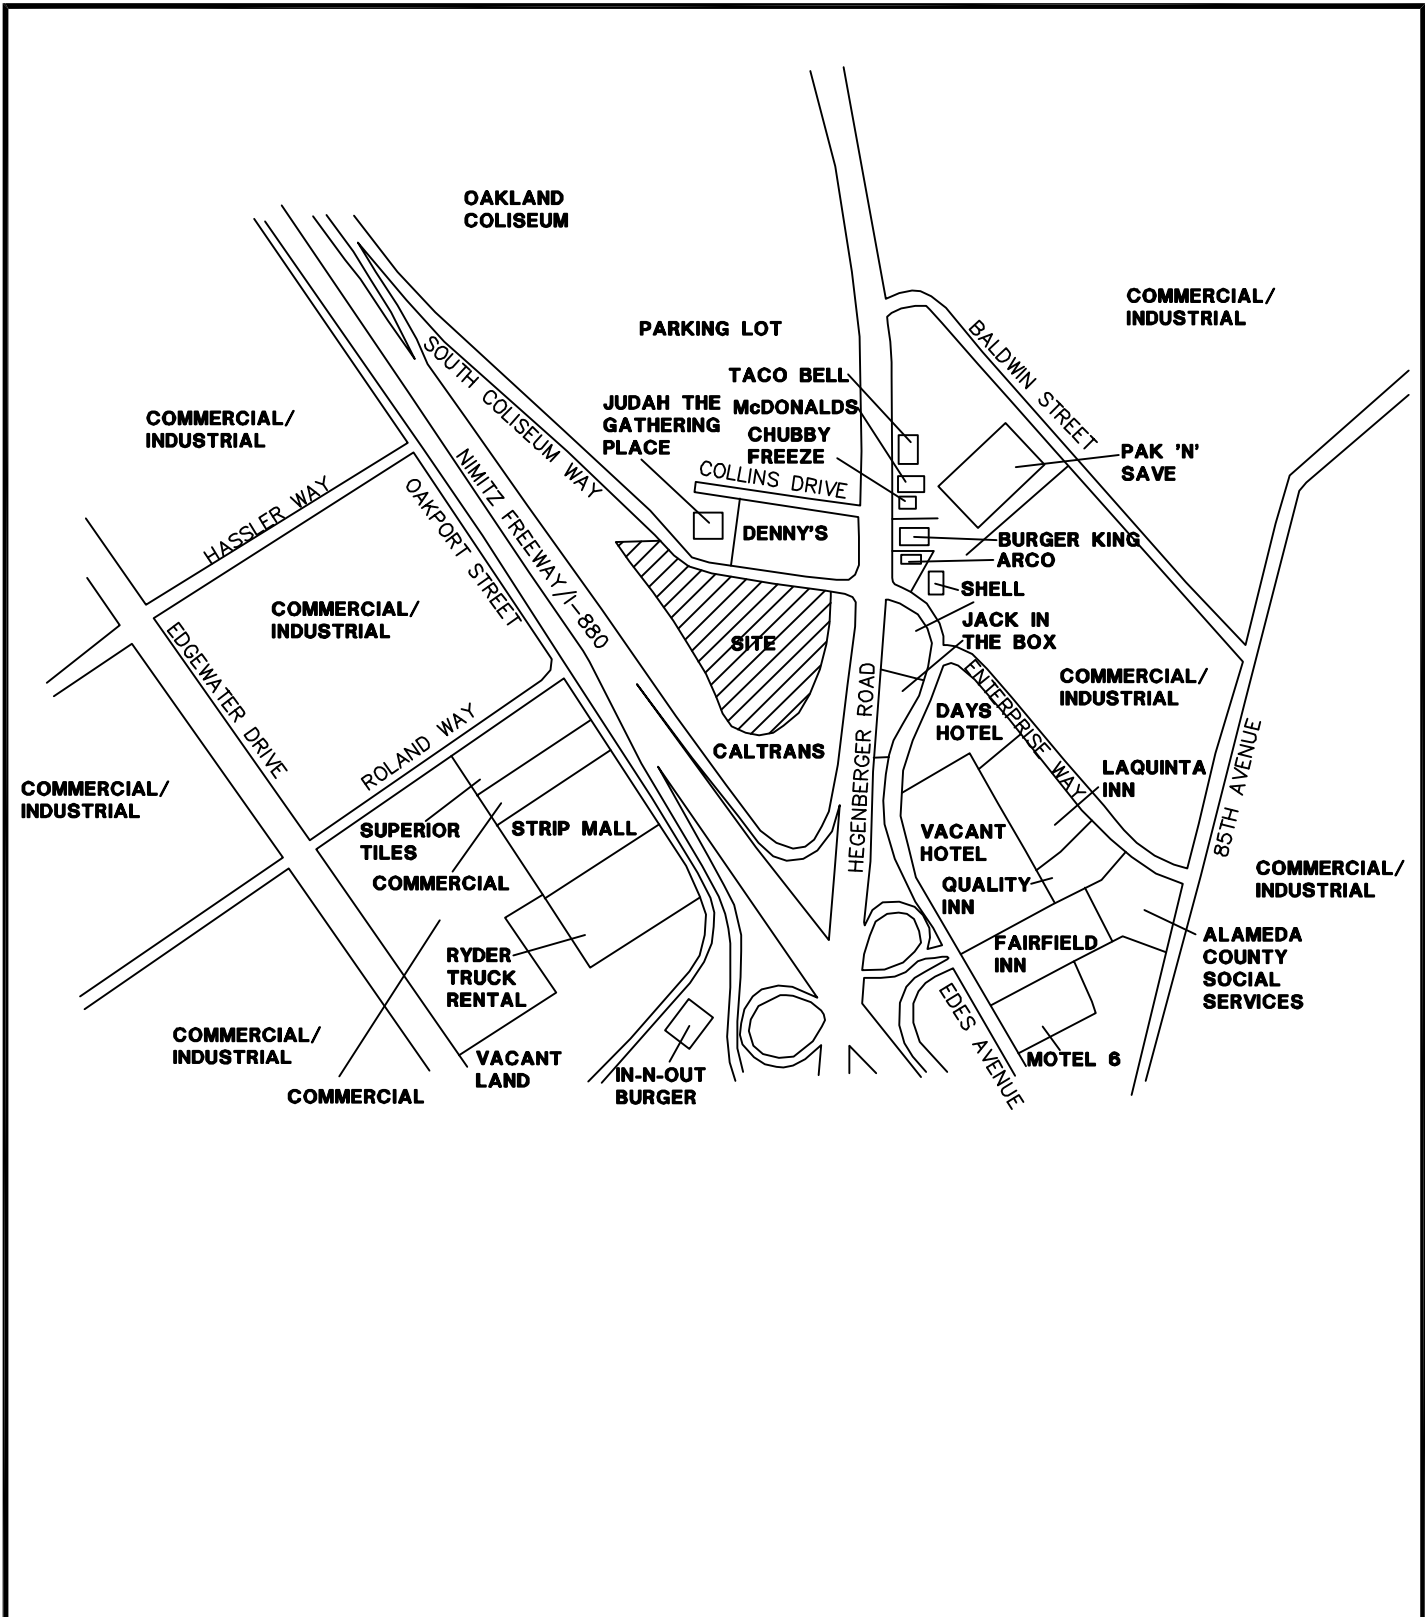 OAKLAND
COLISEUM
COMMERCIAL/
INDUSTRIAL
PARKING LOT
BALDWIN STREET
SOUTH COLISEUM WAY
TACO BELL
JUDAH THE
GATHERING
PLACE
McDONALDS
CHUBBY
FREEZE
COMMERCIAL/
INDUSTRIAL
PAK 'N'
SAVE
COLLINS DRIVE
NIMITZ FREEWAY/I-880
HASSLER WAY
OAKPORT STREET
DENNY'S
BURGER KING
ARCO
SHELL
COMMERCIAL/
INDUSTRIAL
JACK IN
THE BOX
SITE
EDGEWATER DRIVE
ENTERPRISE WAY
COMMERCIAL/
INDUSTRIAL
HEGENBERGER ROAD
DAYS
HOTEL
ROLAND WAY
CALTRANS
85TH AVENUE
LAQUINTA
INN
COMMERCIAL/
INDUSTRIAL
SUPERIOR
TILES
STRIP MALL
VACANT
HOTEL
COMMERCIAL/
INDUSTRIAL
COMMERCIAL
QUALITY
INN
RYDER
TRUCK
RENTAL
FAIRFIELD
INN
ALAMEDA
COUNTY
SOCIAL
SERVICES
EDES AVENUE
COMMERCIAL/
INDUSTRIAL
VACANT
LAND
MOTEL 6
IN-N-OUT
BURGER
COMMERCIAL